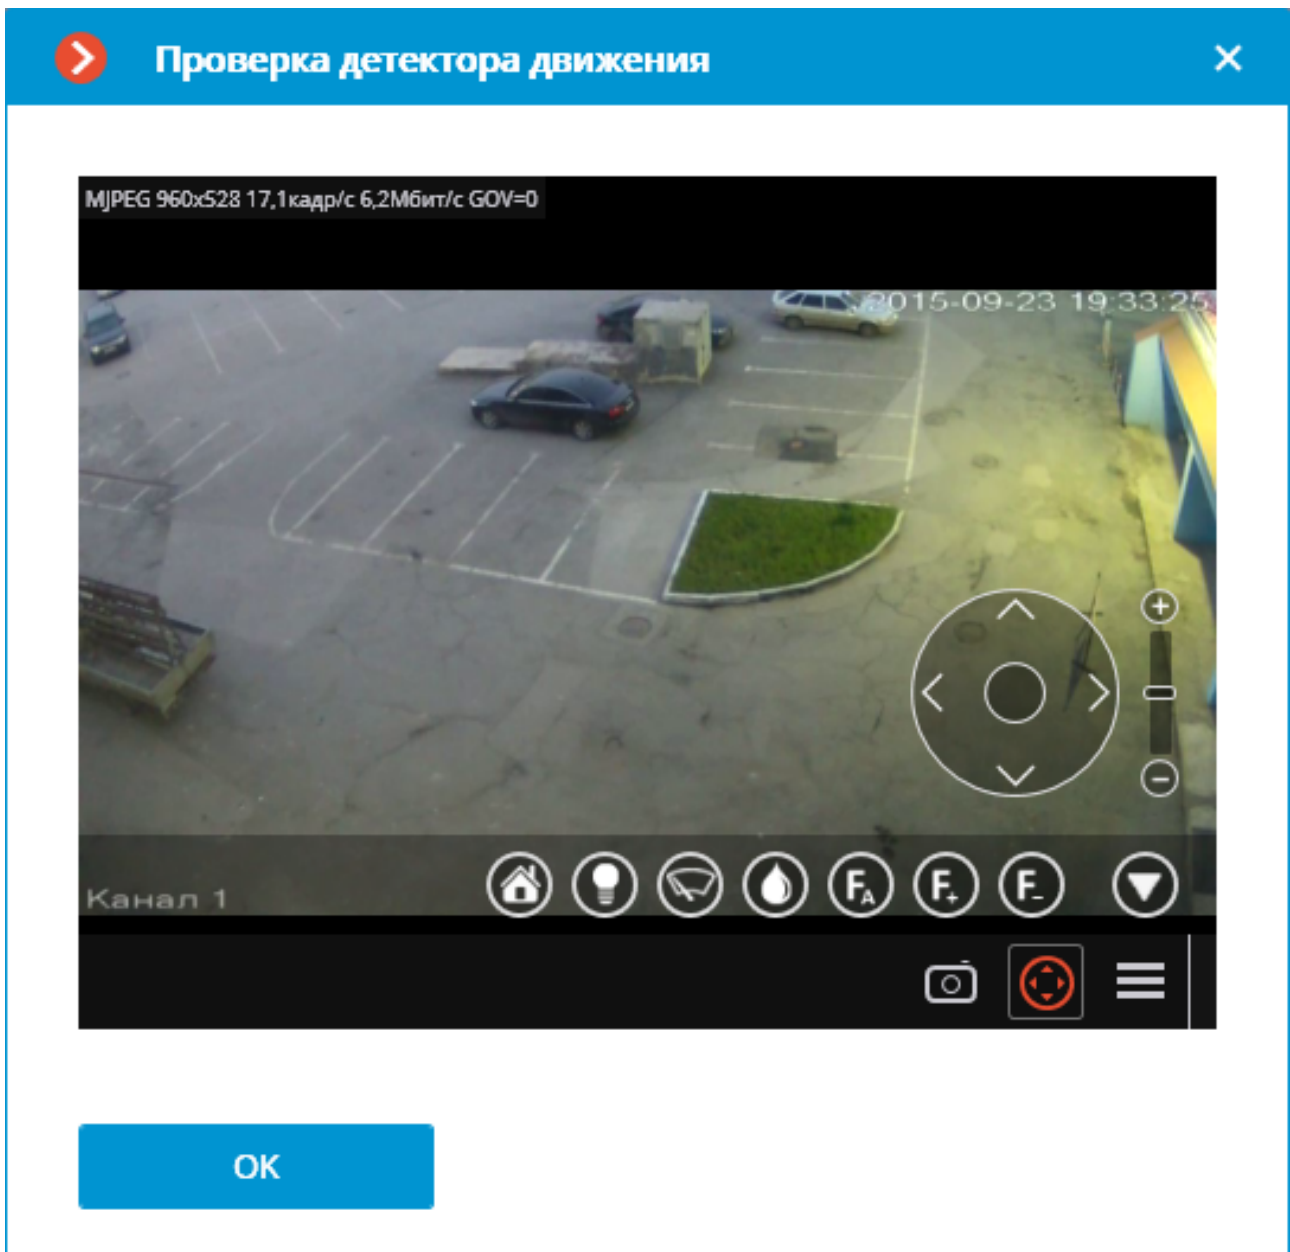 Проверка детектора движения
MJPEG 960x528 17,1кадр/с 6,2Мбит/с GOV=0
2015-09-23 19:33:25
Канал 1
FA F+ F-
OK